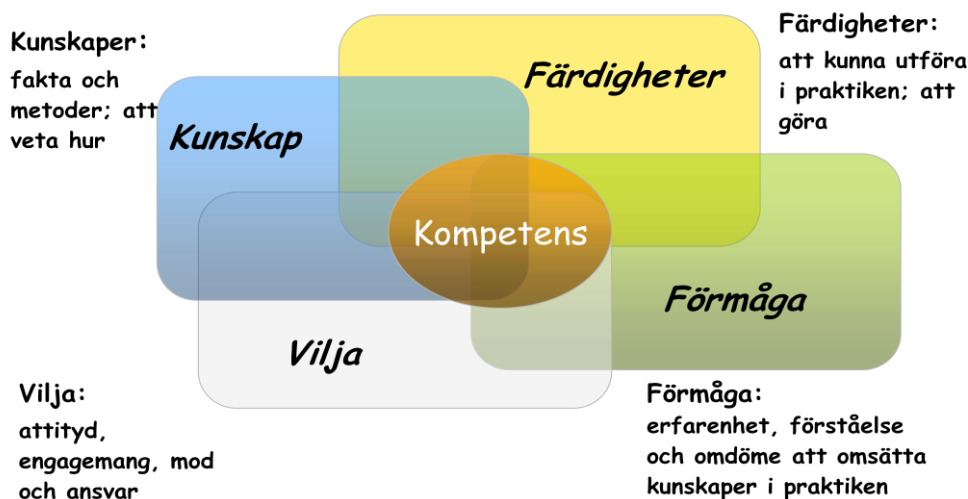 Kunskaper:
fakta och
metoder; att
veta hur
Färdigheter:
att kunna utföra
i praktiken; att
göra
Färdigheter
Kunskap
Kompetens
Förmåga
Vilja
Vilja:
attityd,
engagemang, mod
och ansvar
Förmåga:
erfarenhet, förståelse
och omdöme att omsätta
kunskaper i praktiken